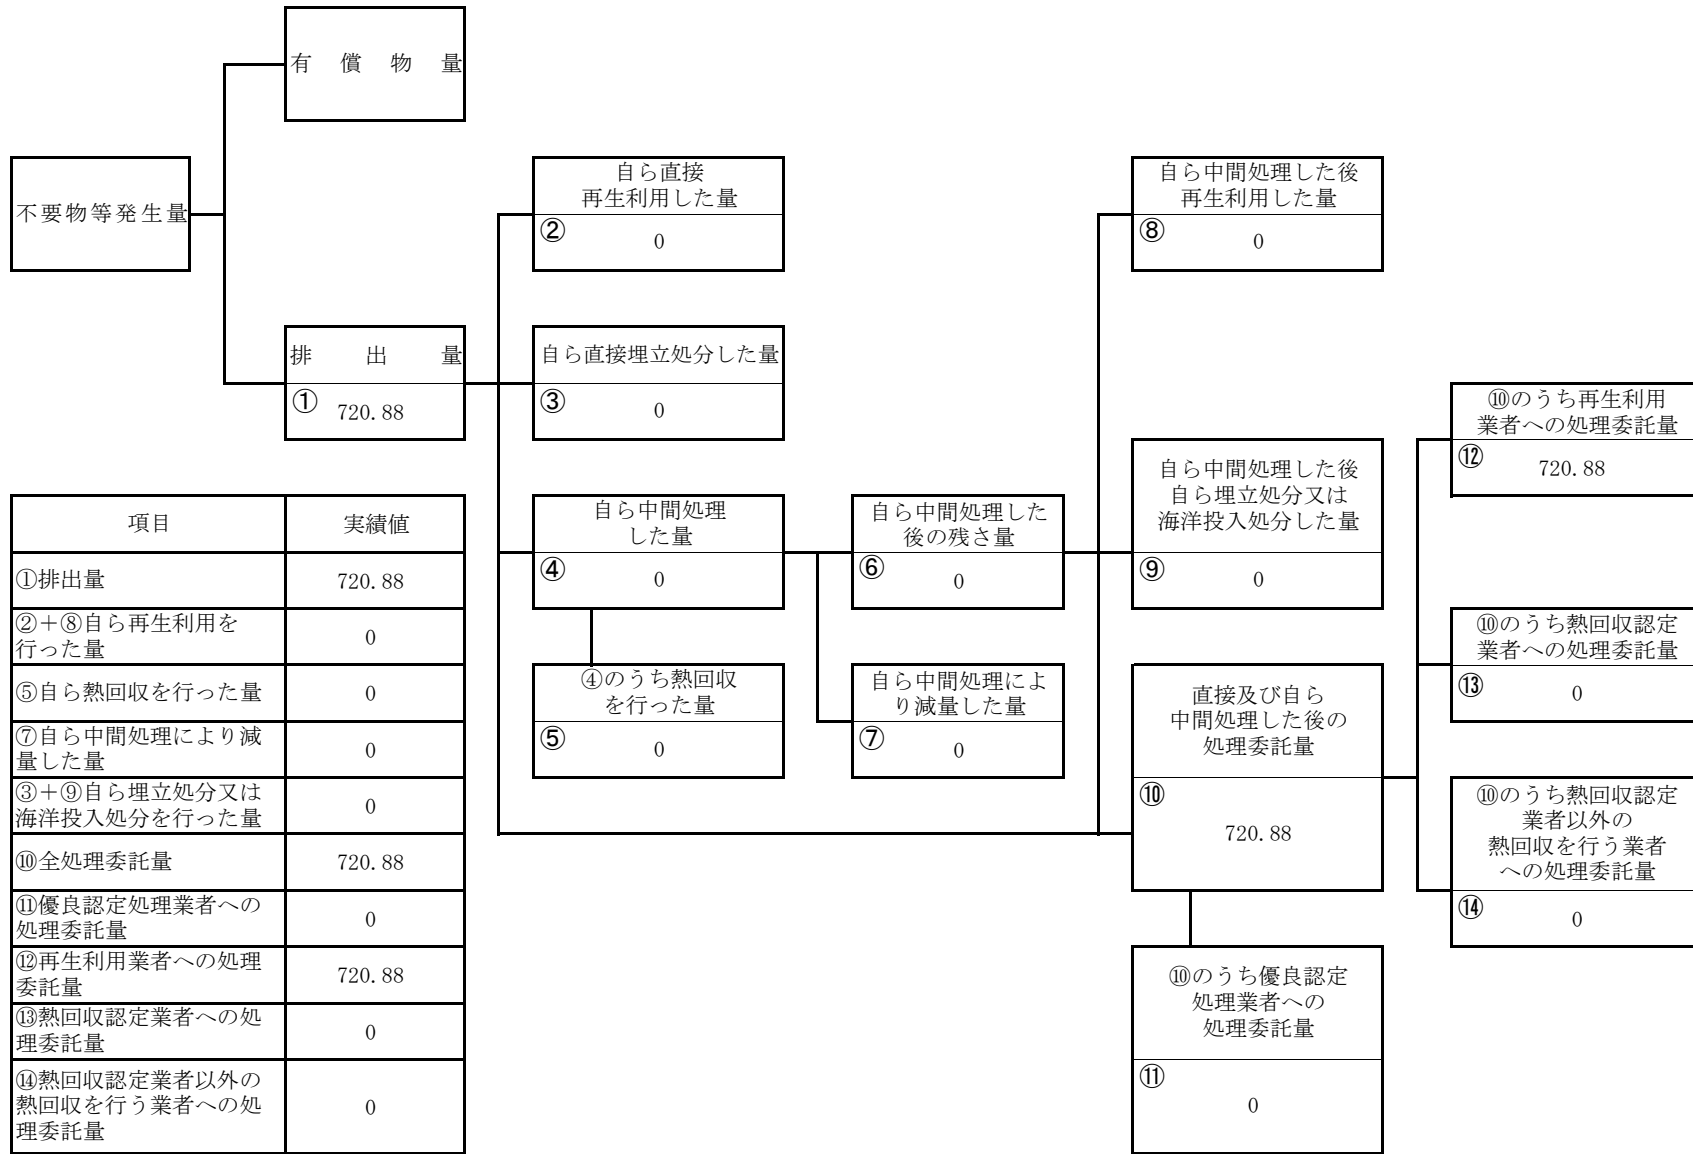 有償物量
不要物等発生量
排出量
① 720.88
自ら直接
再生利用した量
② 0
自ら直接埋立処分した量
③ 0
自ら中間処理
した量
④ 0
④のうち熱回収
を行った量
⑤ 0
自ら中間処理した
後の残さ量
⑥ 0
自ら中間処理によ
り減量した量
⑦ 0
自ら中間処理した後
再生利用した量
⑧ 0
自ら中間処理した後
自ら埋立処分又は
海洋投入処分した量
⑨ 0
直接及び自ら
中間処理した後の
処理委託量
⑩
720.88
⑩のうち優良認定
処理業者への
処理委託量
⑪
0
⑩のうち再生利用
業者への処理委託量
⑫ 720.88
⑩のうち熱回収認定
業者への処理委託量
⑬ 0
⑩のうち熱回収認定
業者以外の
熱回収を行う業者
への処理委託量
⑭ 0
項目 実績値
①排出量 720.88
②+⑧自ら再生利用を
行った量 0
⑤自ら熱回収を行った量 0
⑦自ら中間処理により減
量した量 0
③+⑨自ら埋立処分又は
海洋投入処分を行った量 0
⑩全処理委託量 720.88
⑪優良認定処理業者への
処理委託量 0
⑫再生利用業者への処理
委託量 720.88
⑬熱回収認定業者への処
理委託量 0
⑭熱回収認定業者以外の
熱回収を行う業者への処
理委託量 0